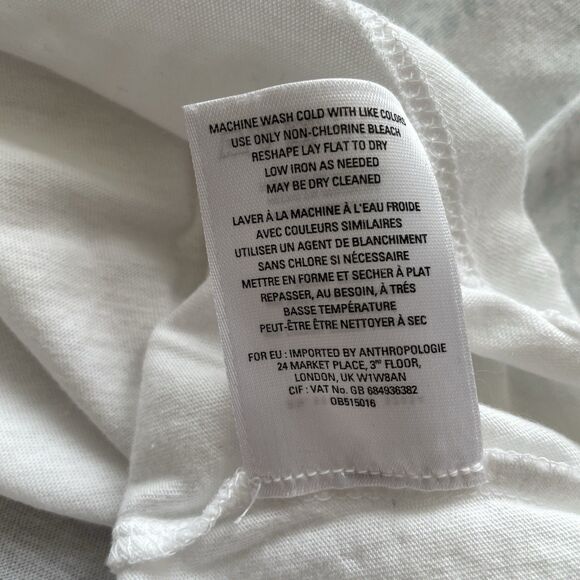 MACHINE WASH COLD WITH LIKE COLORS
USE ONLY NON-CHLORINE BLEACH
RESHAPE LAY FLAT TO DRY
LOW IRON AS NEEDED
MAY BE DRY CLEANED
LAVER À LA MACHINE À L'EAU FROIDE
AVEC COULEURS SIMILAIRES
UTILISER UN AGENT DE BLANCHIMENT
SANS CHLORE SI NÉCESSAIRE
METTRE EN FORME ET SECHER À PLAT
REPASSER, AU BESOIN, À TRÉS
BASSE TEMPÉRATURE
PEUT-ÊTRE ÊTRE NETTOYER À SEC
FOR EU : IMPORTED BY ANTHROPOLOGIE
24 MARKET PLACE, 3RD FLOOR,
LONDON, UK W1W8AN
CIF : VAT No. GB 684936382
OB515016